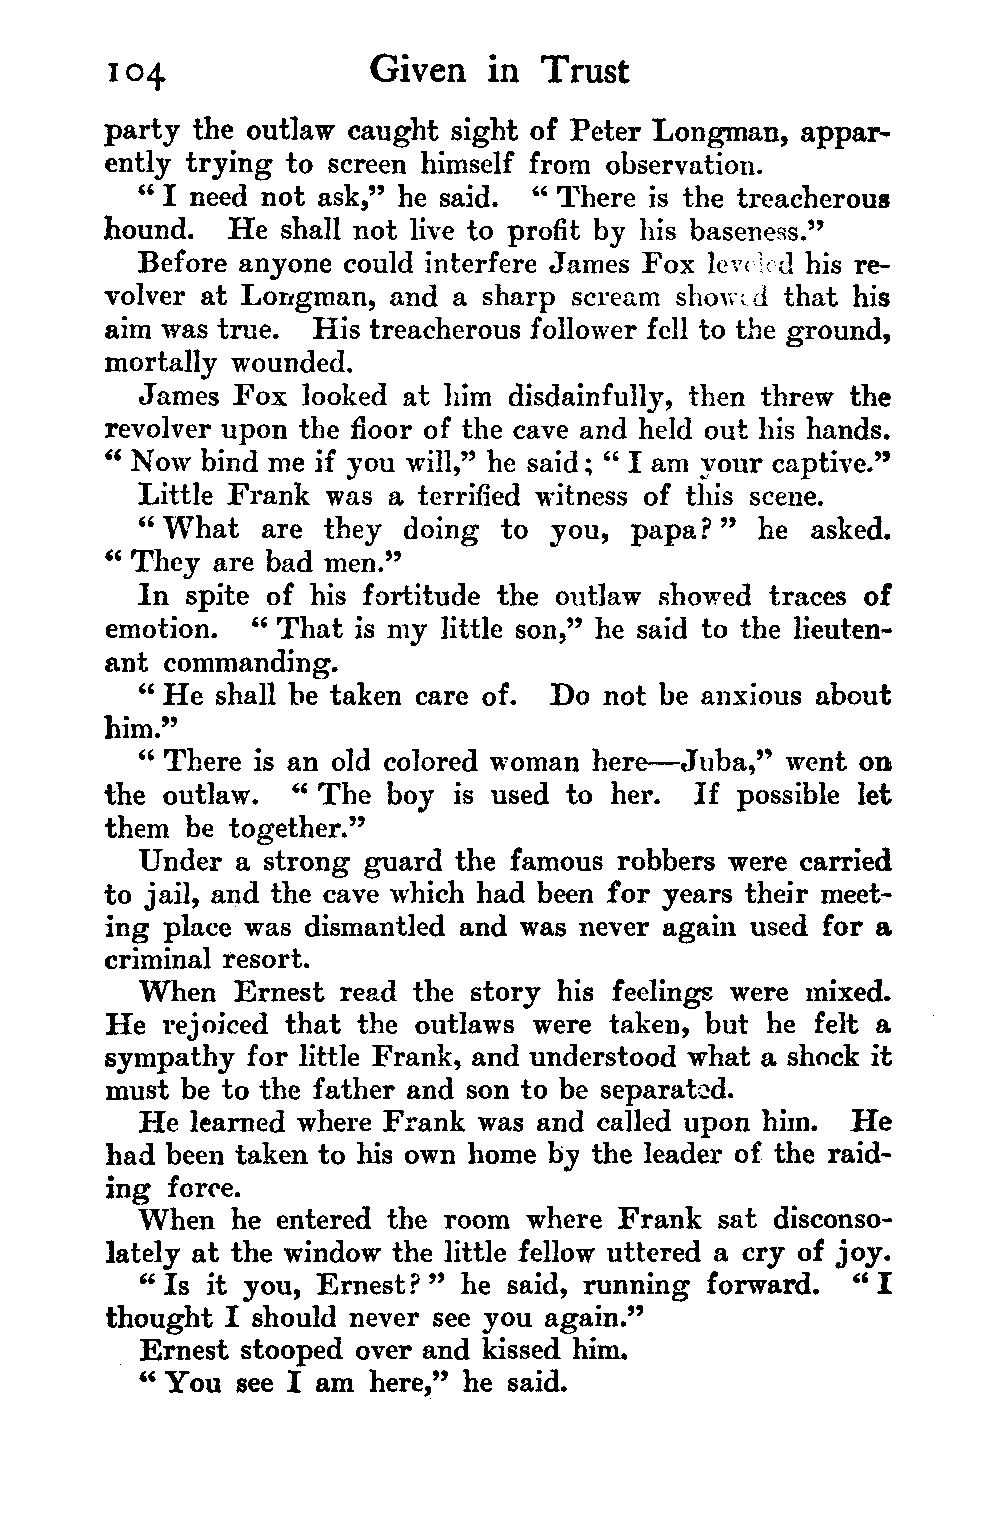 104 Given in Trust
party the outlaw caught sight of Peter Longman, appar-
ently trying to screen himself from observation.
“ I need not ask,” he said. “ There is the treacherous
hound. He shall not live to profit by his baseness.”
Before anyone could interfere James Fox leveled his re-
volver at Longman, and a sharp scream showed that his
aim was true. His treacherous follower fell to the ground,
mortally wounded.
James Fox looked at him disdainfully, then threw the
revolver upon the floor of the cave and held out his hands.
“ Now bind me if you will,” he said; “ I am your captive.”
Little Frank was a terrified witness of this scene.
“ What are they doing to you, papa? ” he asked.
“ They are bad men.”
In spite of his fortitude the outlaw showed traces of
emotion. “ That is my little son,” he said to the lieuten-
ant commanding.
“ He shall be taken care of. Do not be anxious about
him.”
“ There is an old colored woman here—Juba,” went on
the outlaw. “ The boy is used to her. If possible let
them be together.”
Under a strong guard the famous robbers were carried
to jail, and the cave which had been for years their meet-
ing place was dismantled and was never again used for a
criminal resort.
When Ernest read the story his feelings were mixed.
He rejoiced that the outlaws were taken, but he felt a
sympathy for little Frank, and understood what a shock it
must be to the father and son to be separated.
He learned where Frank was and called upon him. He
had been taken to his own home by the leader of the raid-
ing force.
When he entered the room where Frank sat disconso-
lately at the window the little fellow uttered a cry of joy.
“ Is it you, Ernest? ” he said, running forward. “ I
thought I should never see you again.”
Ernest stooped over and kissed him.
“ You see I am here,” he said.